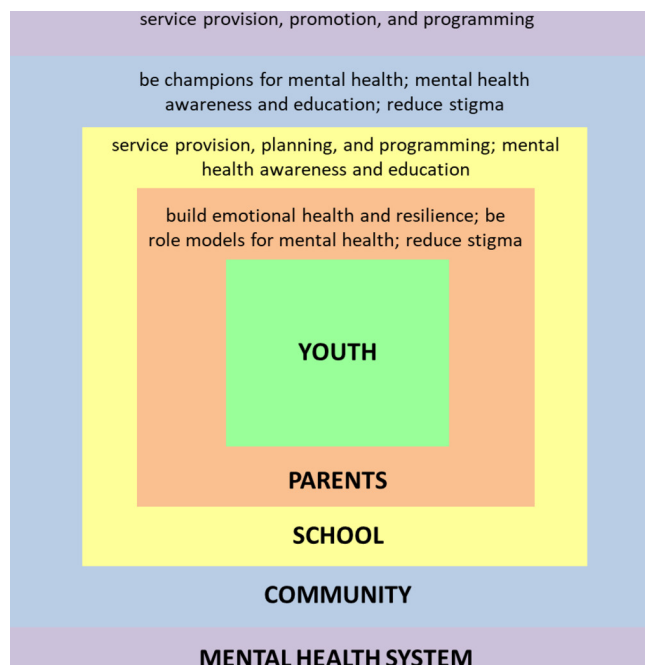 service provision, promotion, and programming
be champions for mental health; mental health
awareness and education; reduce stigma
service provision, planning, and programming; mental
health awareness and education
build emotional health and resilience; be
role models for mental health; reduce stigma
YOUTH
PARENTS
SCHOOL
COMMUNITY
MENTAL HEALTH SYSTEM